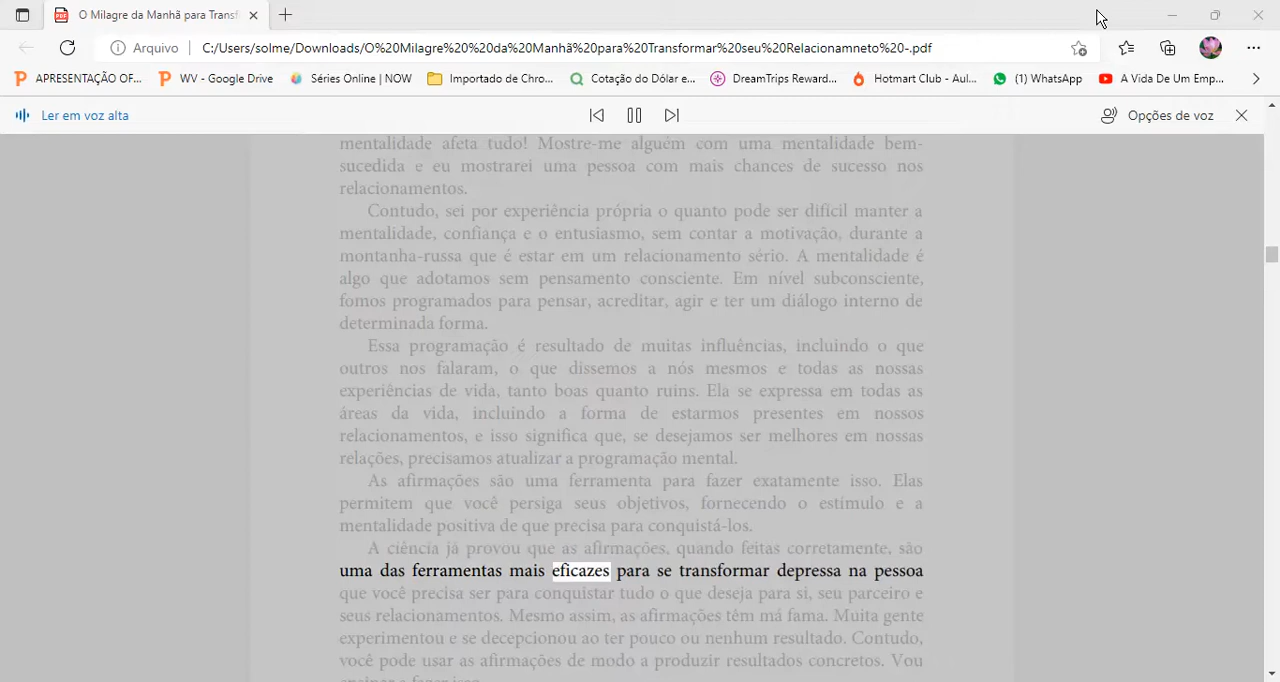 O Milagre da Manhã para Transf
Arquivo C:/Users/solme/Downloads/O%20Milagre%20%20da%20Manhã%20para%20Transformar%20seu%20Relacionamneto%20-.pdf
APRESENTAÇÃO OF... WV - Google Drive Séries Online | NOW Importado de Chro... Cotação do Dólar e... DreamTrips Reward... Hotmart Club - Aul... (1) WhatsApp A Vida De Um Emp...
Ler em voz alta Opções de voz
mentalidade afeta tudo! Mostre-me alguém com uma mentalidade bem-
sucedida e eu mostrarei uma pessoa com mais chances de sucesso nos
relacionamentos.
Contudo, sei por experiência própria o quanto pode ser difícil manter a
mentalidade, confiança e o entusiasmo, sem contar a motivação, durante a
montanha-russa que é estar em um relacionamento sério. A mentalidade é
algo que adotamos sem pensamento consciente. Em nível subconsciente,
fomos programados para pensar, acreditar, agir e ter um diálogo interno de
determinada forma.
Essa programação é resultado de muitas influências, incluindo o que
outros nos falaram, o que dissemos a nós mesmos e todas as nossas
experiências de vida, tanto boas quanto ruins. Ela se expressa em todas as
áreas da vida, incluindo a forma de estarmos presentes em nossos
relacionamentos, e isso significa que, se desejamos ser melhores em nossas
relações, precisamos atualizar a programação mental.
As afirmações são uma ferramenta para fazer exatamente isso. Elas
permitem que você persiga seus objetivos, fornecendo o estímulo e a
mentalidade positiva de que precisa para conquistá-los.
A ciência já provou que as afirmações, quando feitas corretamente, são
uma das ferramentas mais eficazes para se transformar depressa na pessoa
que você precisa ser para conquistar tudo o que deseja para si, seu parceiro e
seus relacionamentos. Mesmo assim, as afirmações têm má fama. Muita gente
experimentou e se decepcionou ao ter pouco ou nenhum resultado. Contudo,
você pode usar as afirmações de modo a produzir resultados concretos. Vou